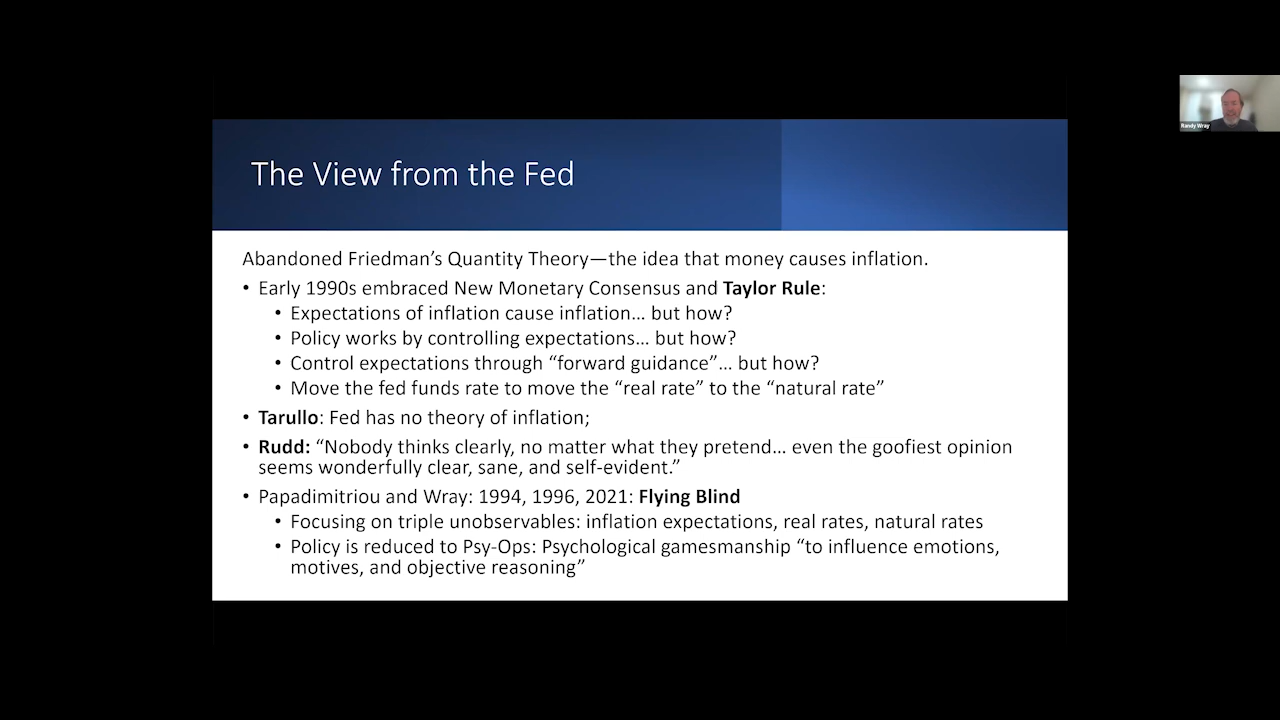 The View from the Fed
Randy Wray
Abandoned Friedman’s Quantity Theory—the idea that money causes inflation.
• Early 1990s embraced New Monetary Consensus and Taylor Rule:
• Expectations of inflation cause inflation… but how?
• Policy works by controlling expectations… but how?
• Control expectations through “forward guidance”… but how?
• Move the fed funds rate to move the “real rate” to the “natural rate”
• Tarullo: Fed has no theory of inflation;
• Rudd: “Nobody thinks clearly, no matter what they pretend… even the goofiest opinion
seems wonderfully clear, sane, and self-evident.”
• Papadimitriou and Wray: 1994, 1996, 2021: Flying Blind
• Focusing on triple unobservables: inflation expectations, real rates, natural rates
• Policy is reduced to Psy-Ops: Psychological gamesmanship “to influence emotions,
motives, and objective reasoning”